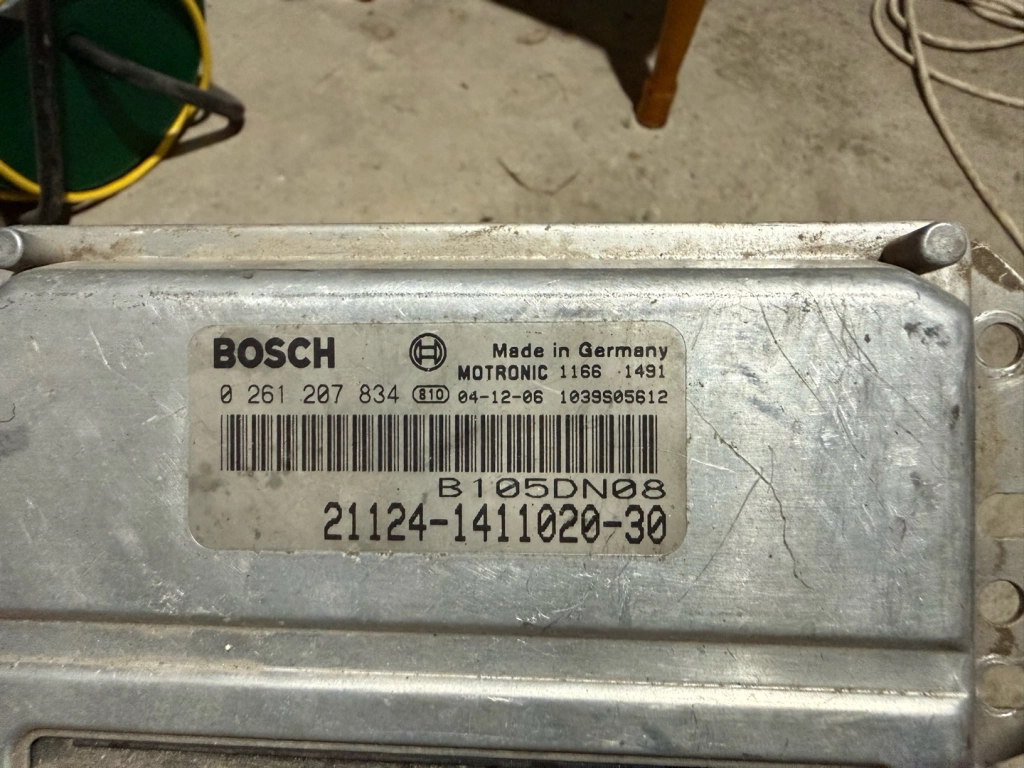 BOSCH Made in Germany
MOTRONIC 1166 1491
0 261 207 834 810 04-12-06 1039S05612
B105DN08
21124-1411020-30